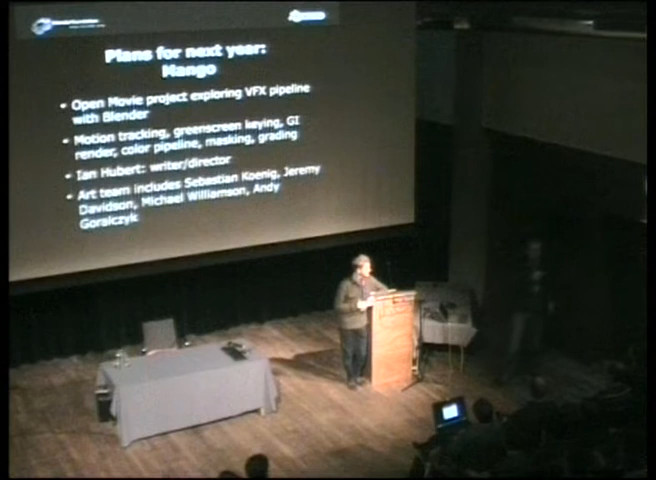 Plans for next year:
Mango
• Open Movie project exploring VFX pipeline
with Blender
• Motion tracking, greenscreen keying, GI
render, color pipeline, masking, grading
• Ian Hubert: writer/director
• Art team includes Sebastian Koenig, Jeremy
Davidson, Michael Williamson, Andy
Goralczyk